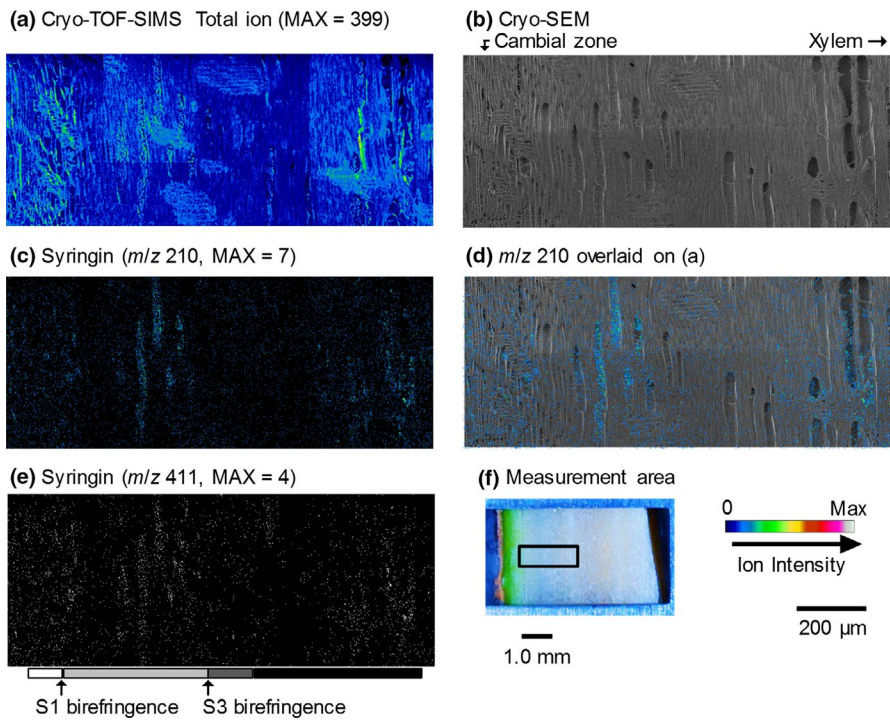 (a) Cryo-TOF-SIMS Total ion (MAX = 399)
(b) Cryo-SEM
Cambial zone
Xylem →
(c) Syringin (m/z 210, MAX = 7)
(d) m/z 210 overlaid on (a)
(e) Syringin (m/z 411, MAX = 4)
(f) Measurement area
0 Max
Ion Intensity
200 µm
1.0 mm
S1 birefringence
S3 birefringence